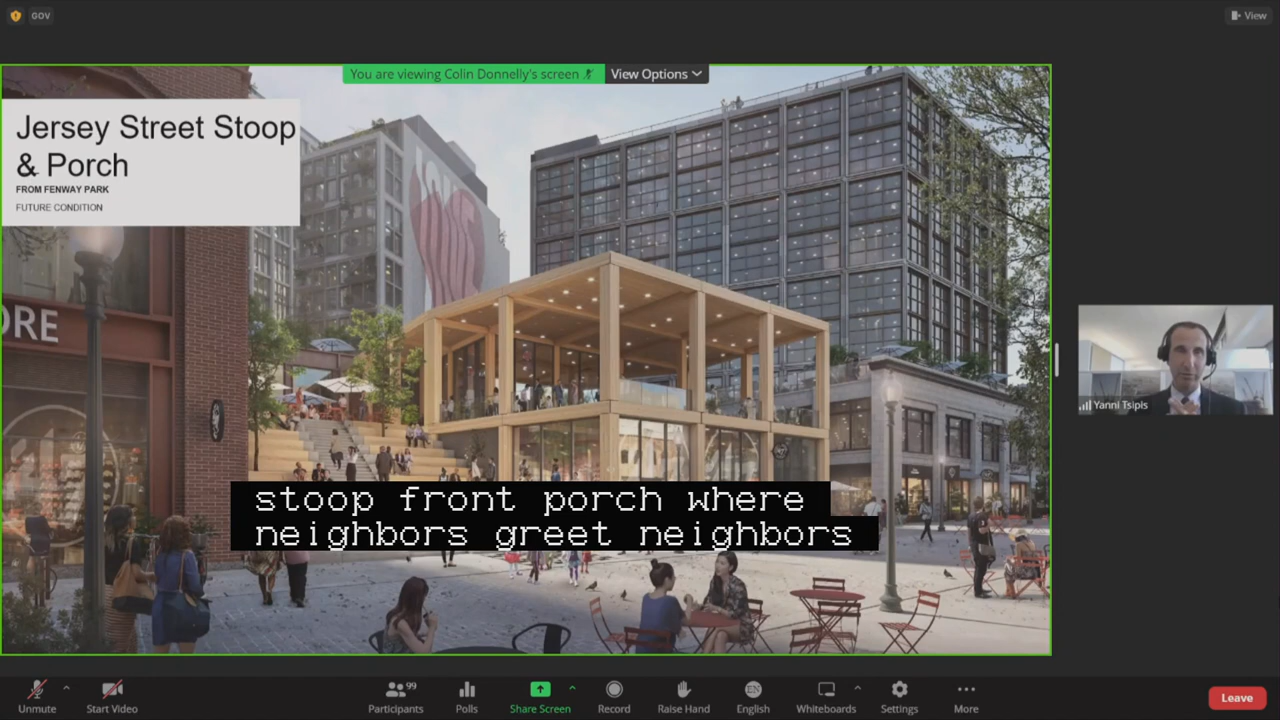 GOV
View
You are viewing Colin Donnelly's screen
View Options
Jersey Street Stoop
& Porch
FROM FENWAY PARK
FUTURE CONDITION
ORE
stoop front porch where
neighbors greet neighbors
Yanni Tsipis
Unmute
Start Video
99
Participants
Polls
Share Screen
Record
Raise Hand
EN
English
Whiteboards
Settings
More
Leave